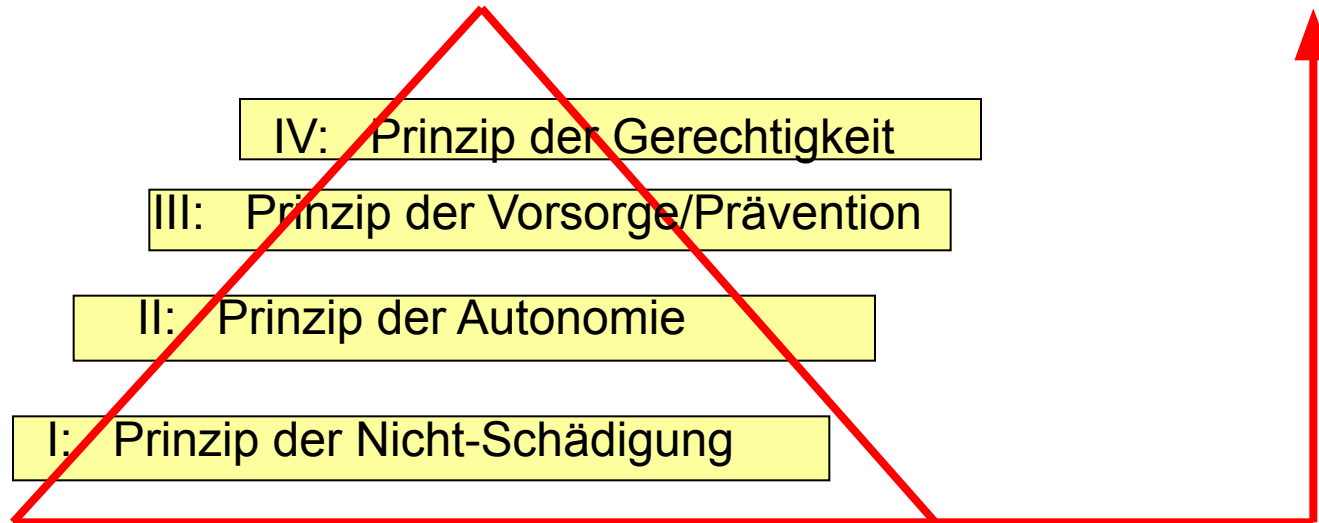 IV: Prinzip der Gerechtigkeit
III: Prinzip der Vorsorge/Prävention
II: Prinzip der Autonomie
I: Prinzip der Nicht-Schädigung